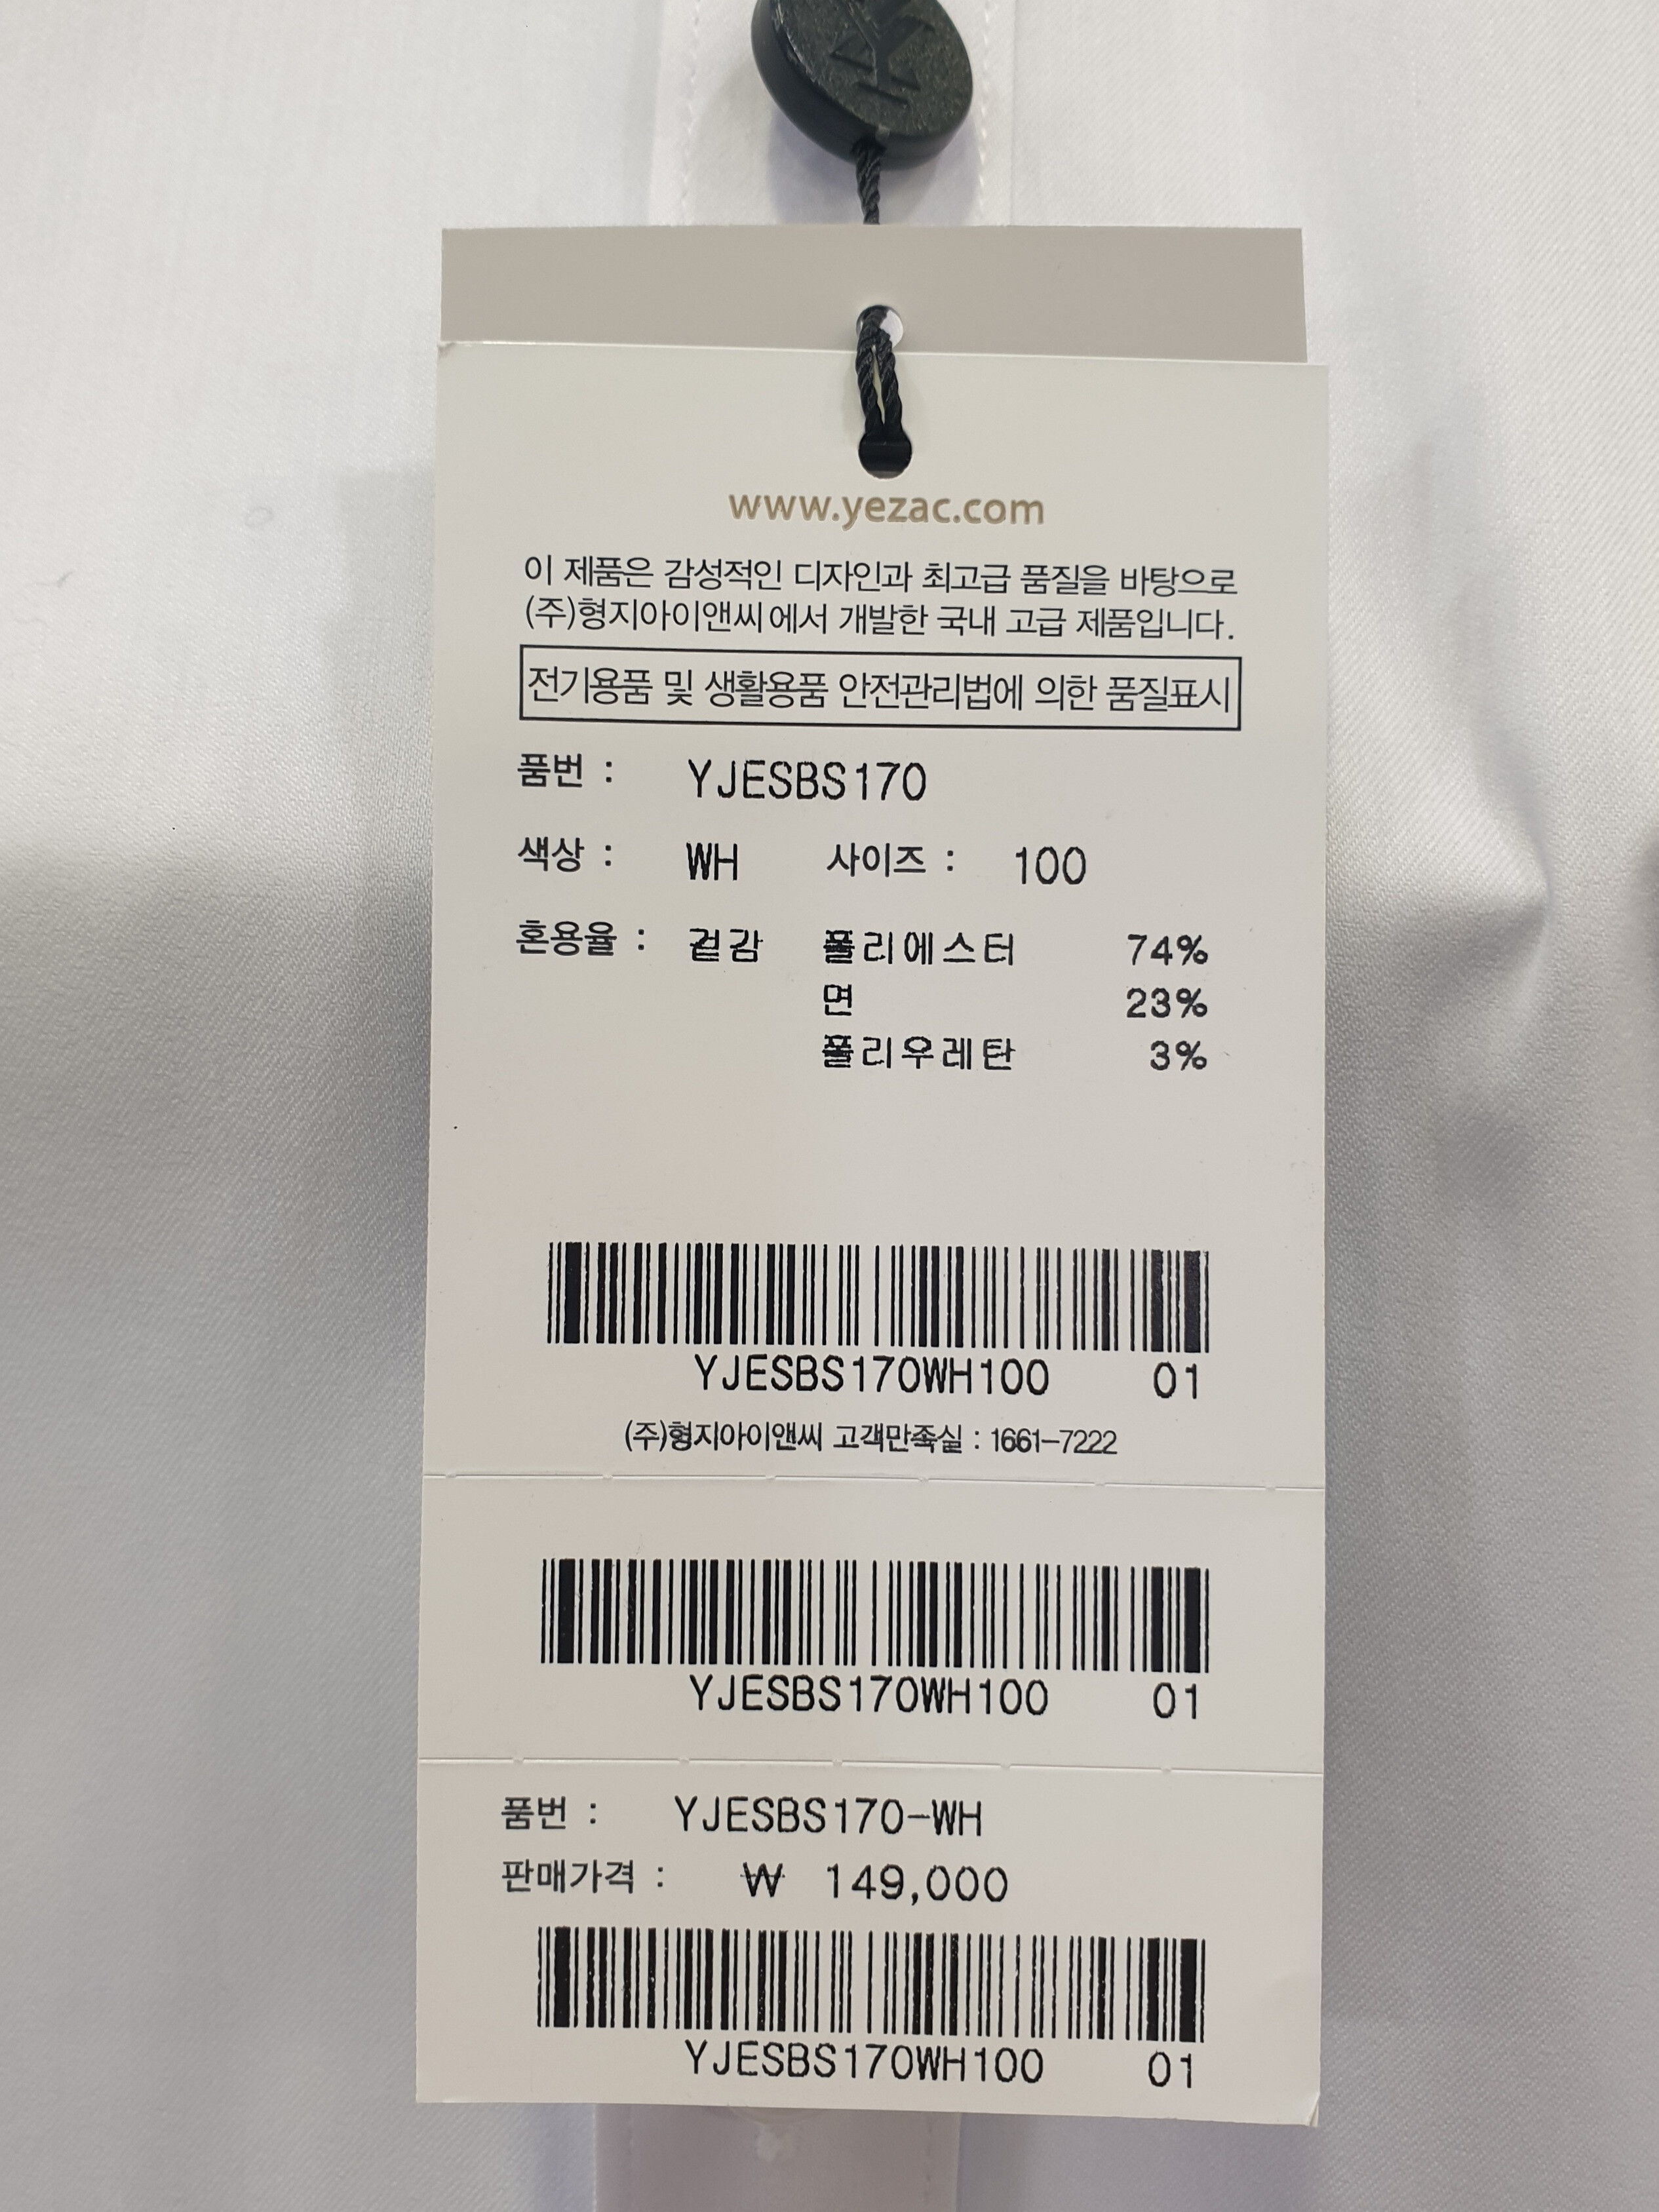 www.yezac.com
이 제품은 감성적인 디자인과 최고급 품질을 바탕으로
(주)형지아이앤씨에서 개발한 국내 고급 제품입니다.
전기용품 및 생활용품 안전관리법에 의한 품질표시
품번 : YJESBS170
색상 : WH 사이즈 : 100
혼용율 : 겉감 폴리에스터 74%
면 23%
폴리우레탄 3%
YJESBS170WH100 01
(주)형지아이앤씨 고객만족실 : 1661-7222
YJESBS170WH100 01
품번 : YJESBS170-WH
판매가격 : ₩ 149,000
YJESBS170WH100 01